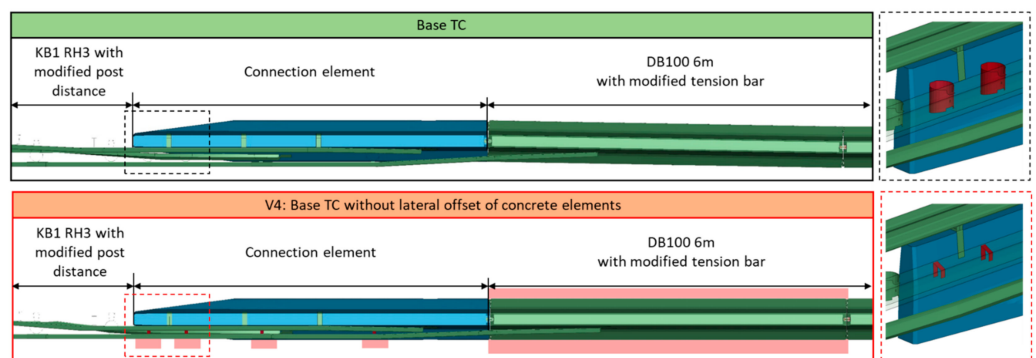 Base TC
KB1 RH3 with
modified post
distance
Connection element
DB100 6m
with modified tension bar
V4: Base TC without lateral offset of concrete elements
KB1 RH3 with
modified post
distance
Connection element
DB100 6m
with modified tension bar